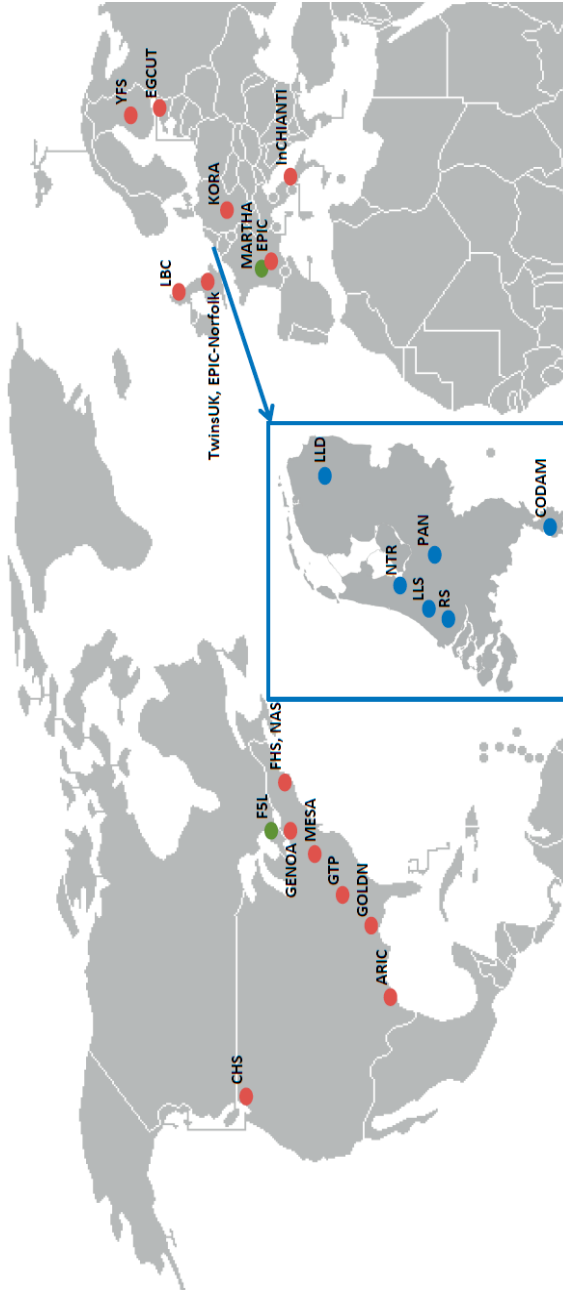 YFS
EGCUT
LBC
KORA
InCHIANTI
TwinsUK, EPIC-Norfolk
MARTHA
EPIC
LLD
NTR
PAN
LLS
RS
CODAM
CHS
F5L
FHS, NAS
GENOA
MESA
GTP
GOLDN
ARIC